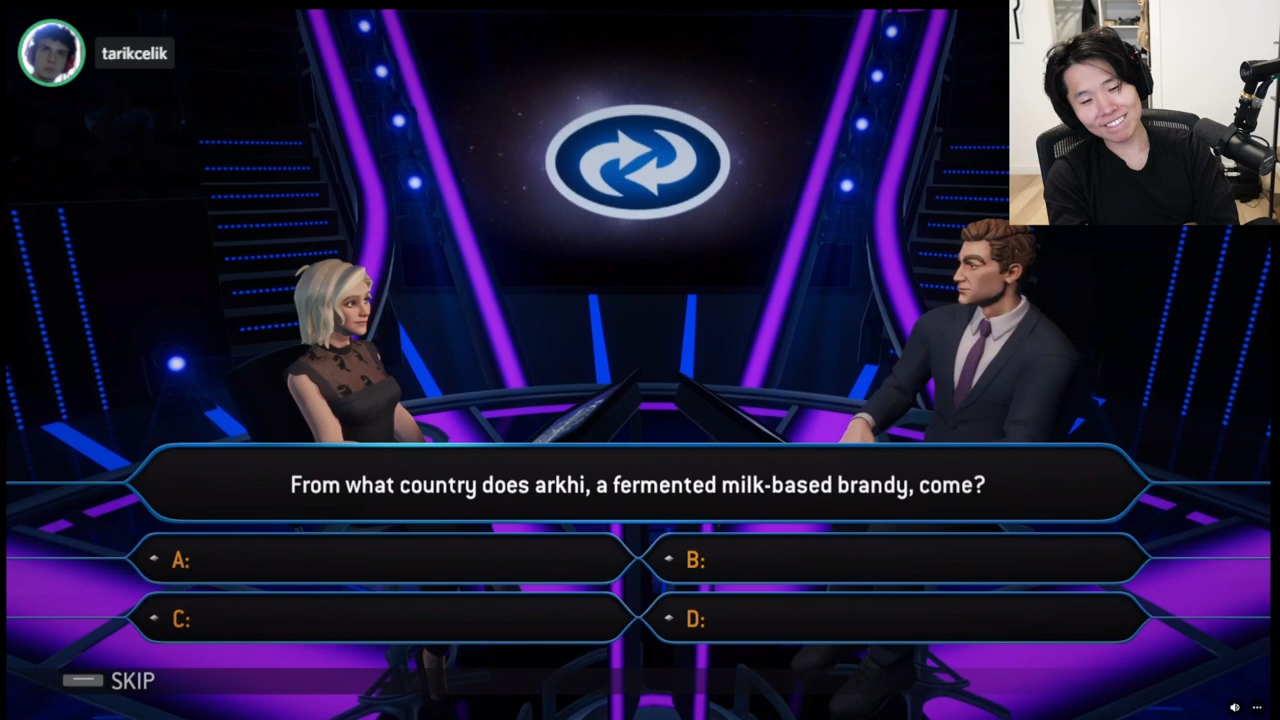 tarikcelik
From what country does arkhi, a fermented milk-based brandy, come?
A:
B:
C:
D:
SKIP